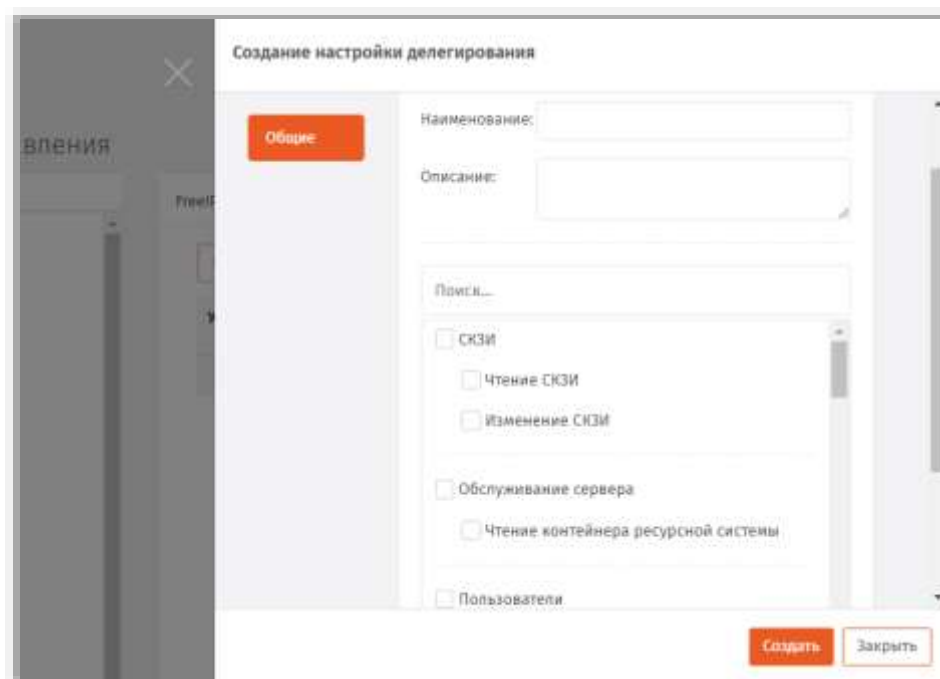 Создание настройки делегирования
вления
FreeIP
Общие
Наименование:
Описание:
Поиск...
СКЗИ
Чтение СКЗИ
Изменение СКЗИ
Обслуживание сервера
Чтение контейнера ресурсной системы
Пользователи
Создать
Закрыть